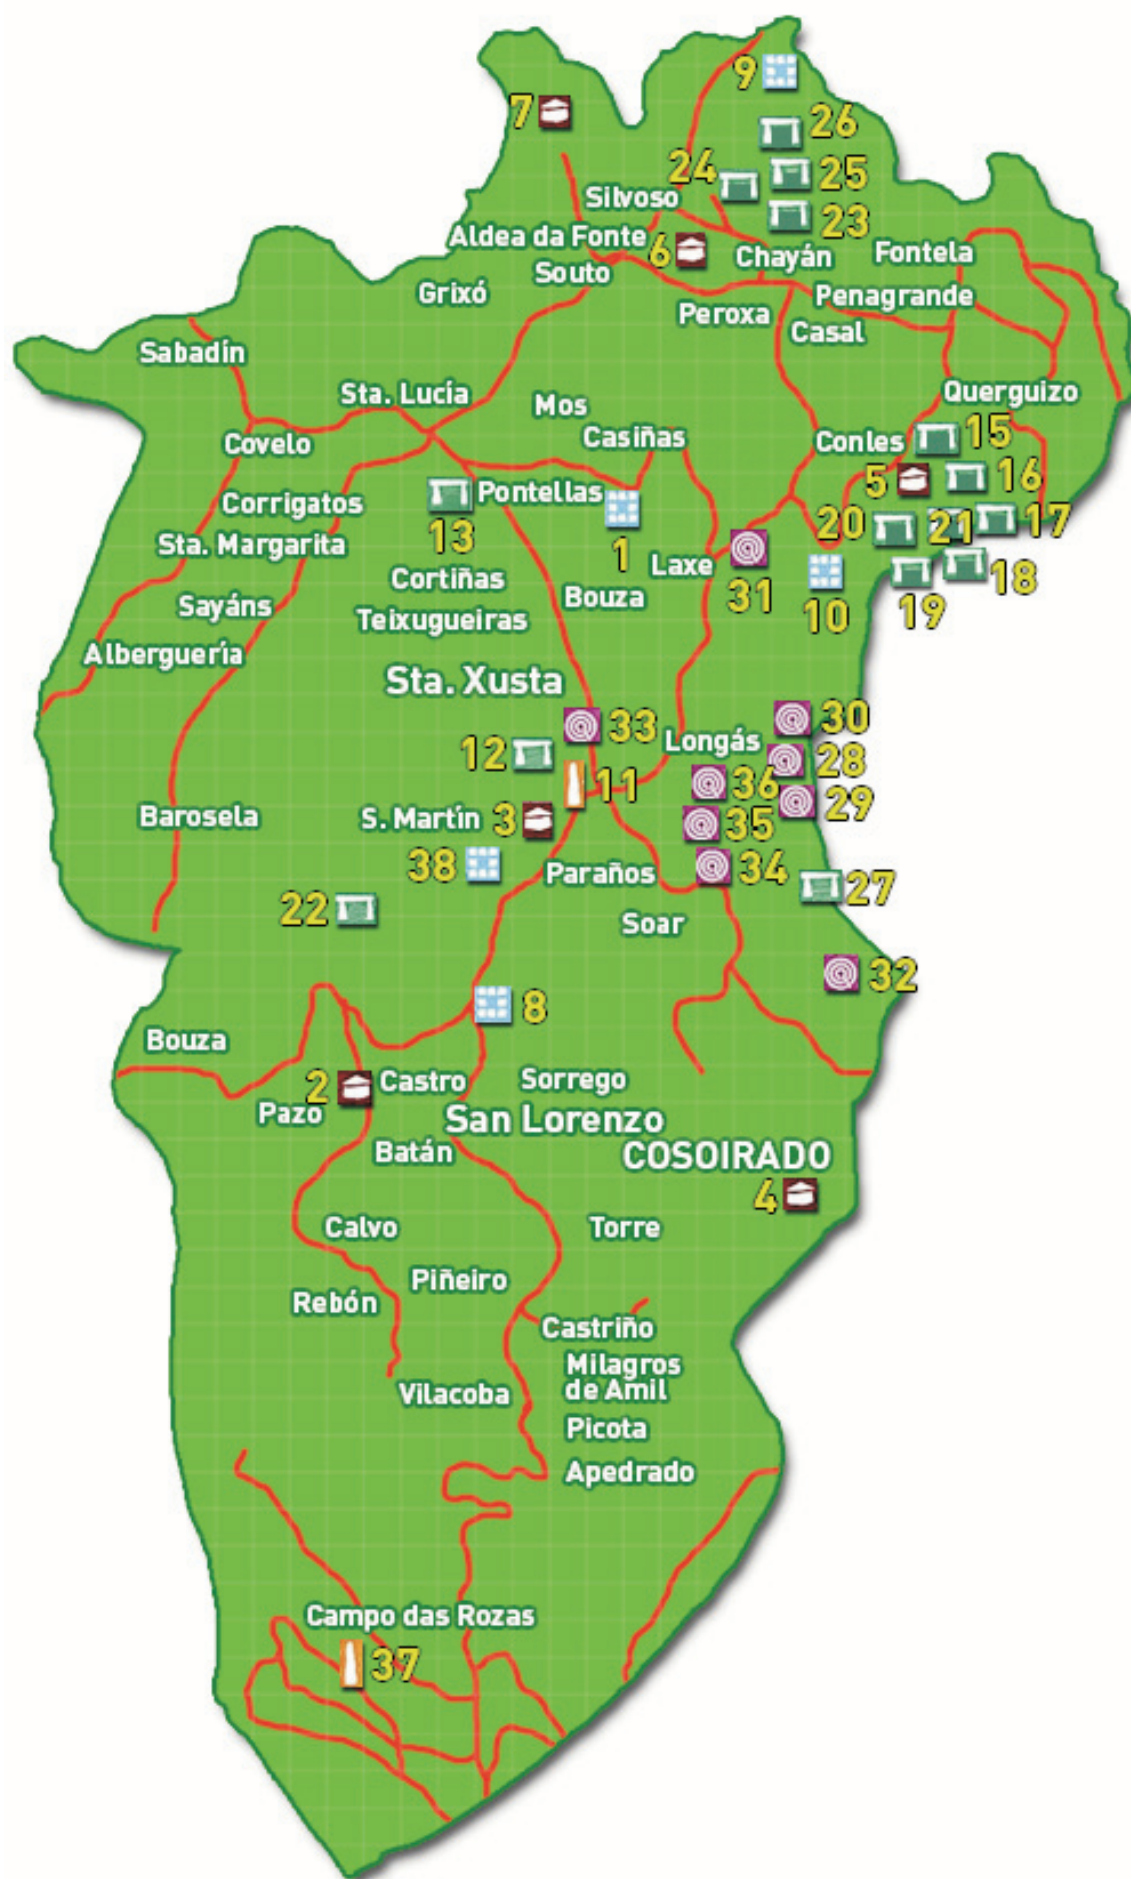 9
7
26
24
25
Silvoso
23
Aldea da Fonte
6
Chayán
Fontela
Souto
Grixó
Penagrande
Peroxa
Casal
Sabadín
Sta. Lucía
Querguizo
Mos
Casiñas
Conles
15
Covelo
5
16
Pontellas
Corrigatos
20
21
17
13
1
Sta. Margarita
Laxe
31
18
Cortiñas
19
Bouza
10
Sayáns
Teixugueiras
Alberguería
Sta. Xusta
30
33
Longás
12
28
11
36
29
Barosela
S. Martín
3
35
38
Paraños
34
27
22
Soar
32
8
Bouza
2
Castro
Sorrego
Pazo
San Lorenzo
Batán
COSOIRADO
4
Calvo
Torre
Piñeiro
Rebón
Castriño
Milagros
de Amil
Vilacoba
Picota
Apedrado
Campo das Rozas
37